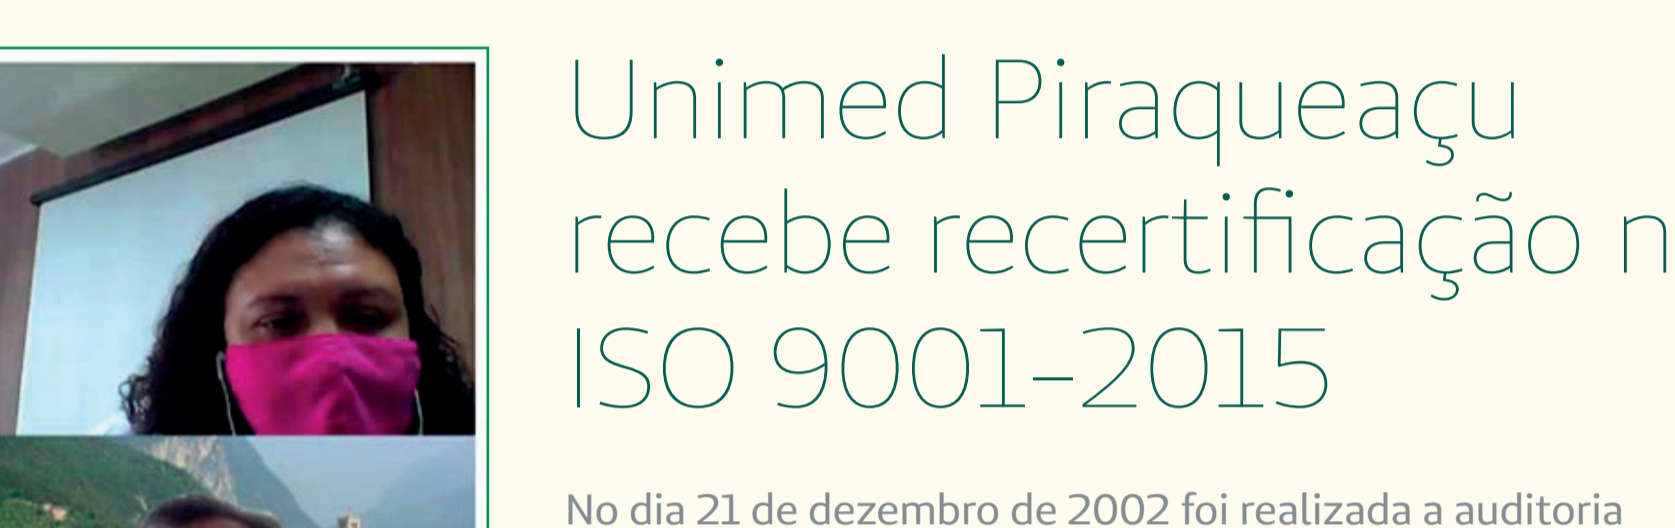 Unimed Piraqueaçu
recebe recertificação n
ISO 9001-2015
No dia 21 de dezembro de 2002 foi realizada a auditoria